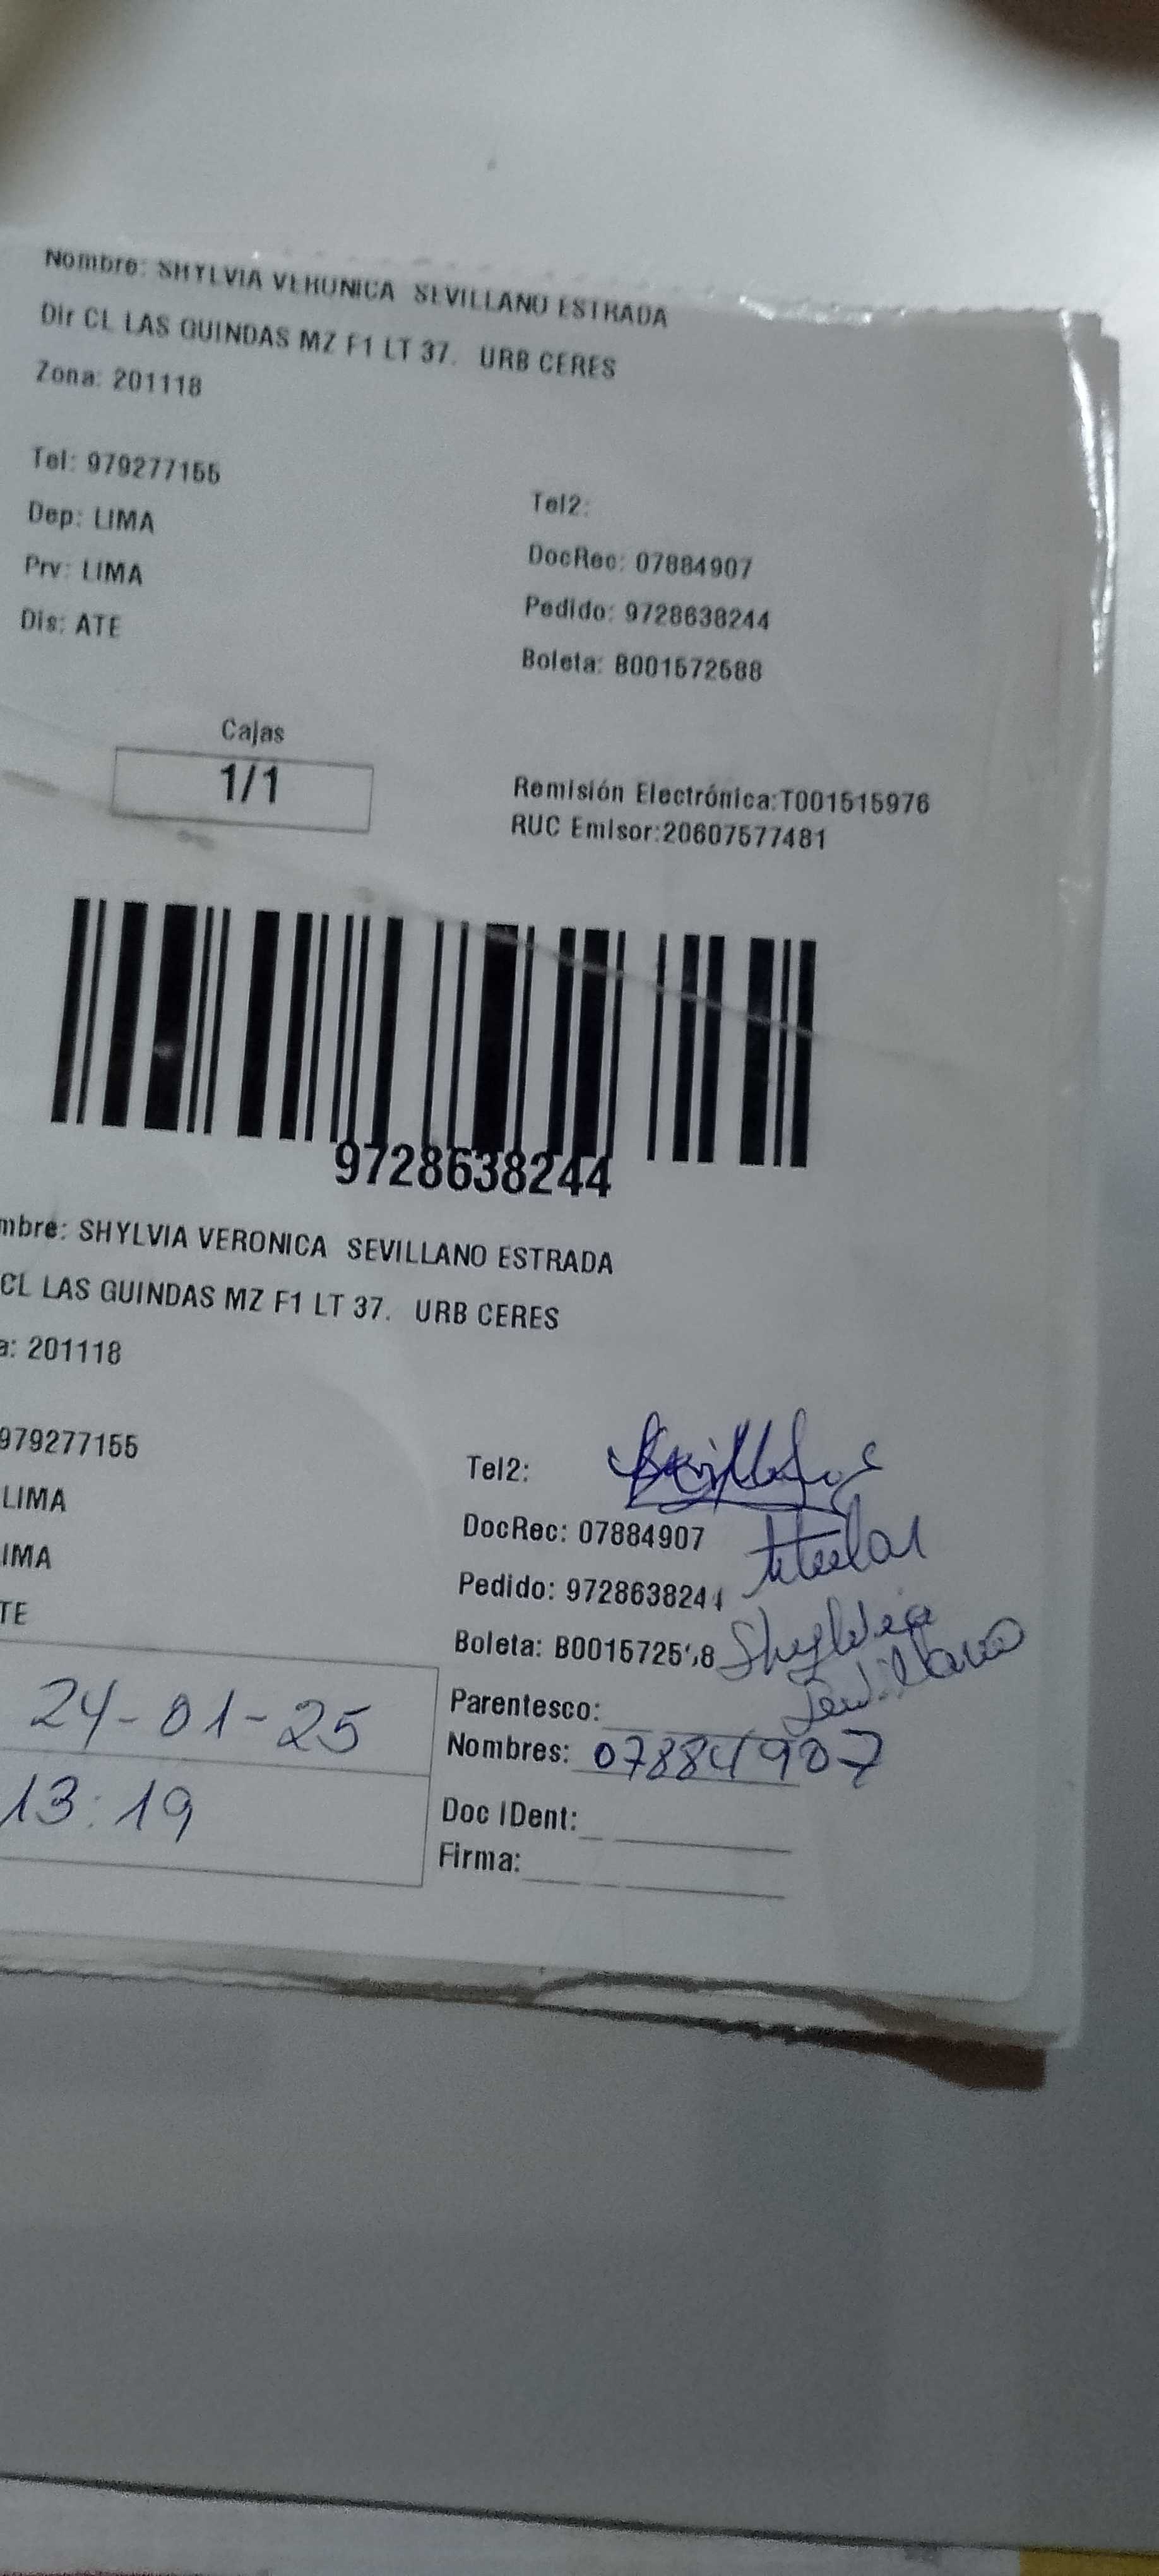 Nombre: SHYLVIA VERONICA SEVILLANO ESTRADA
Dir CL LAS GUINDAS MZ F1 LT 37. URB CERES
Zona: 201118
Tel: 979277155
Tel2:
Dep: LIMA
DocRec: 07884907
Prv: LIMA
Pedido: 9728638244
Dis: ATE
Boleta: B001572588
Cajas
1/1
Remisión Electrónica:T001515976
RUC Emisor:20607577481
9728638244
mbre: SHYLVIA VERONICA SEVILLANO ESTRADA
CL LAS GUINDAS MZ F1 LT 37. URB CERES
a: 201118
979277155
Tel2:
LIMA
DocRec: 07884907 titular
IMA
Pedido: 9728638244
TE
Boleta: B001572588 Shylvia
Sevillano
24-01-25
Parentesco:
Nombres: 07884907
13:19
Doc IDent:
Firma: